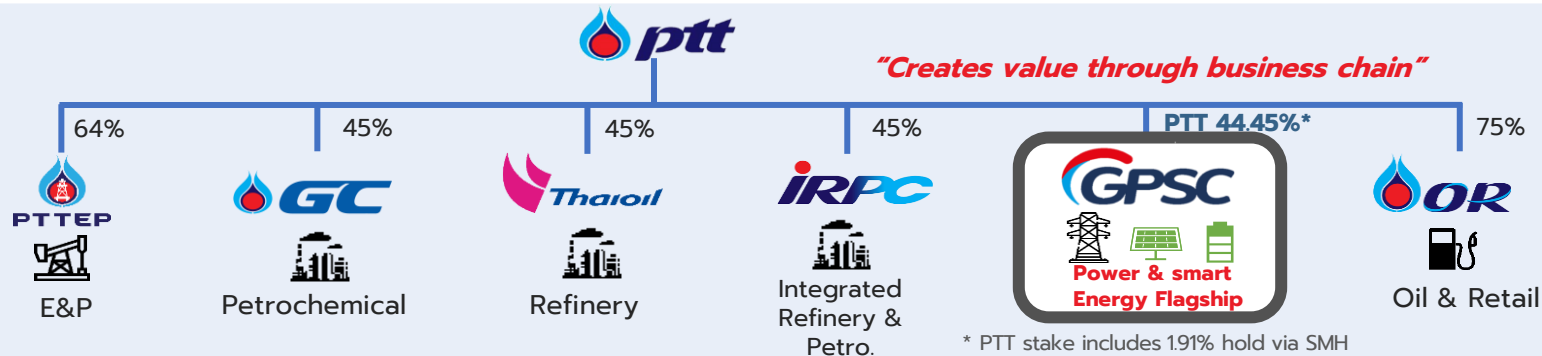 ptt
"Creates value through business chain"
64%
45%
45%
45%
PTT 44.45%*
75%
PTTEP
GC
Thaioil
IRPC
GPSC
OR
E&P
Petrochemical
Refinery
Integrated
Refinery &
Petro.
Power & smart
Energy Flagship
Oil & Retail
* PTT stake includes 1.91% hold via SMH